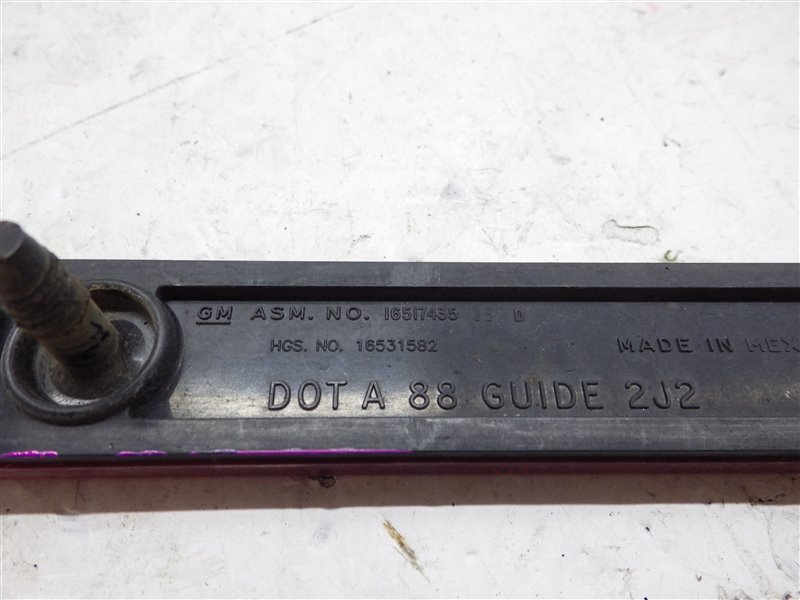 GM ASM. NO. 16517435 D
HGS. NO. 16531582 MADE IN MEX
DOT A 88 GUIDE 2J2